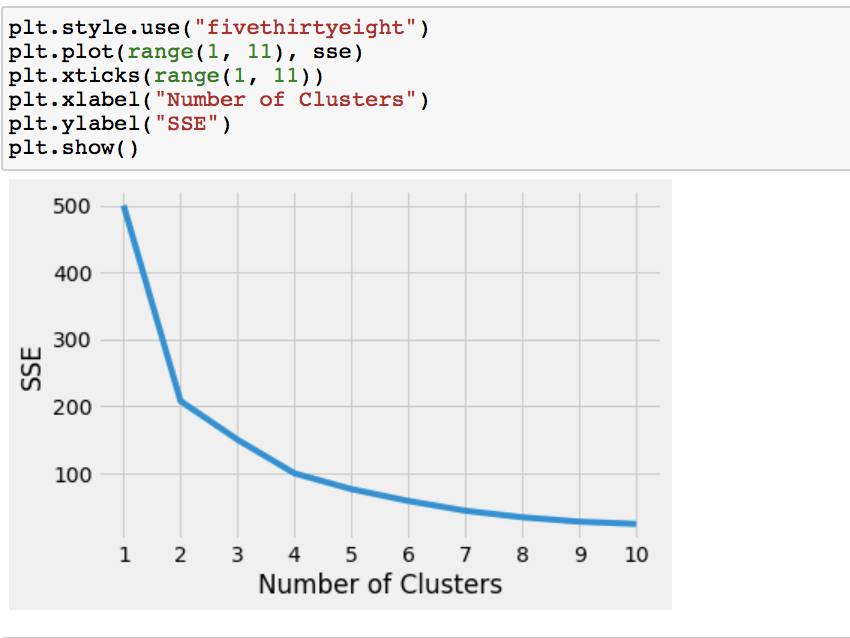 plt.style.use("fivethirtyeight")
plt.plot(range(1, 11), sse)
plt.xticks(range(1, 11))
plt.xlabel("Number of Clusters")
plt.ylabel("SSE")
plt.show()
500
400
300
200
100
SSE
1 2 3 4 5 6 7 8 9 10
Number of Clusters